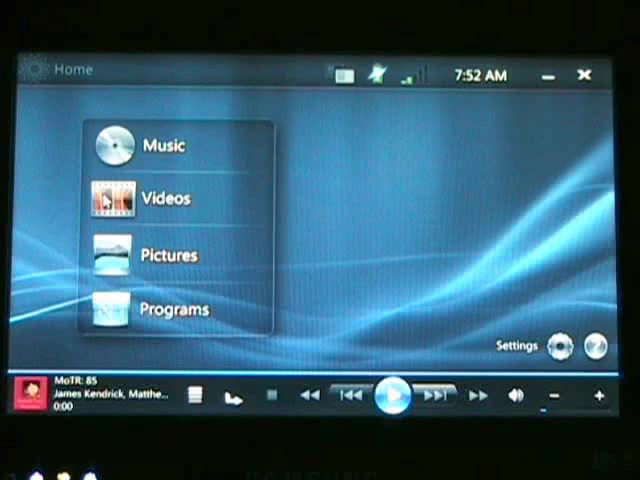 Home
7:52 AM
Music
Videos
Pictures
Programs
Settings
?
MoTR: 85
James Kendrick, Matthe...
0:00